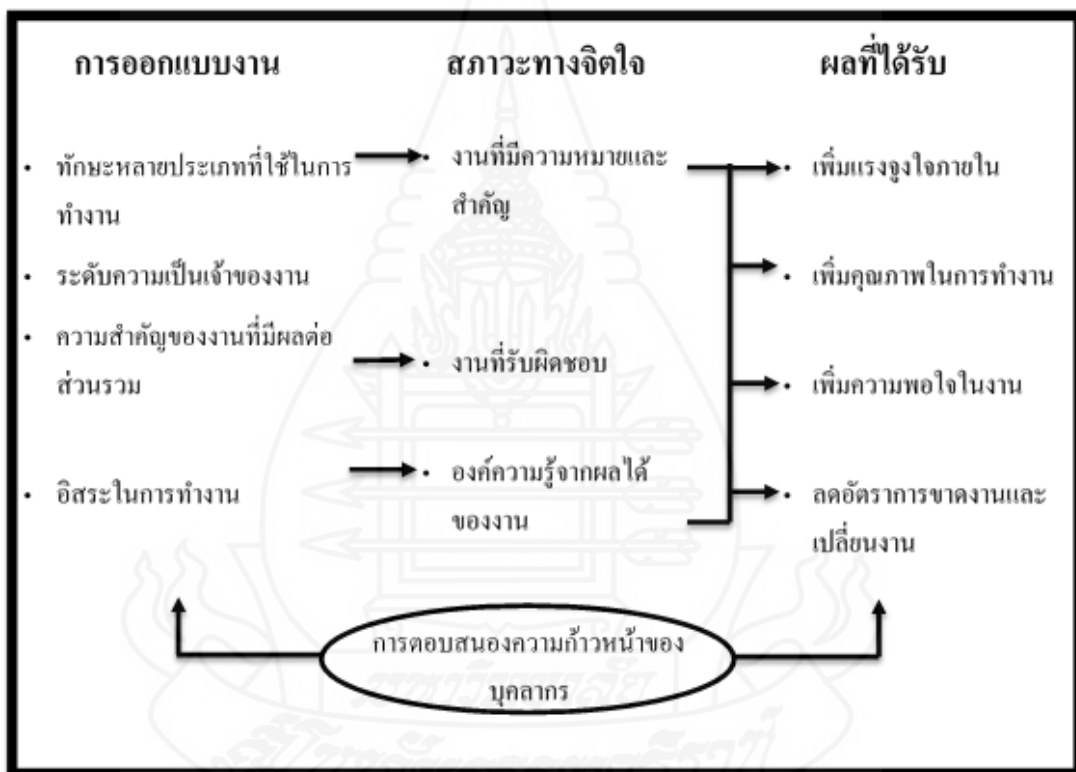 การออกแบบงาน
สภาวะทางจิตใจ
ผลที่ได้รับ
• ทักษะหลายประเภทที่ใช้ในการ
ทำงาน
• ระดับความเป็นเจ้าของงาน
• ความสำคัญของงานที่มีผลต่อ
ส่วนรวม
• อิสระในการทำงาน
• งานที่มีความหมายและ
สำคัญ
• งานที่รับผิดชอบ
• องค์ความรู้จากผลได้
ของงาน
• เพิ่มแรงจูงใจภายใน
• เพิ่มคุณภาพในการทำงาน
• เพิ่มความพอใจในงาน
• ลดอัตราการขาดงานและ
เปลี่ยนงาน
การตอบสนองความก้าวหน้าของ
บุคลากร